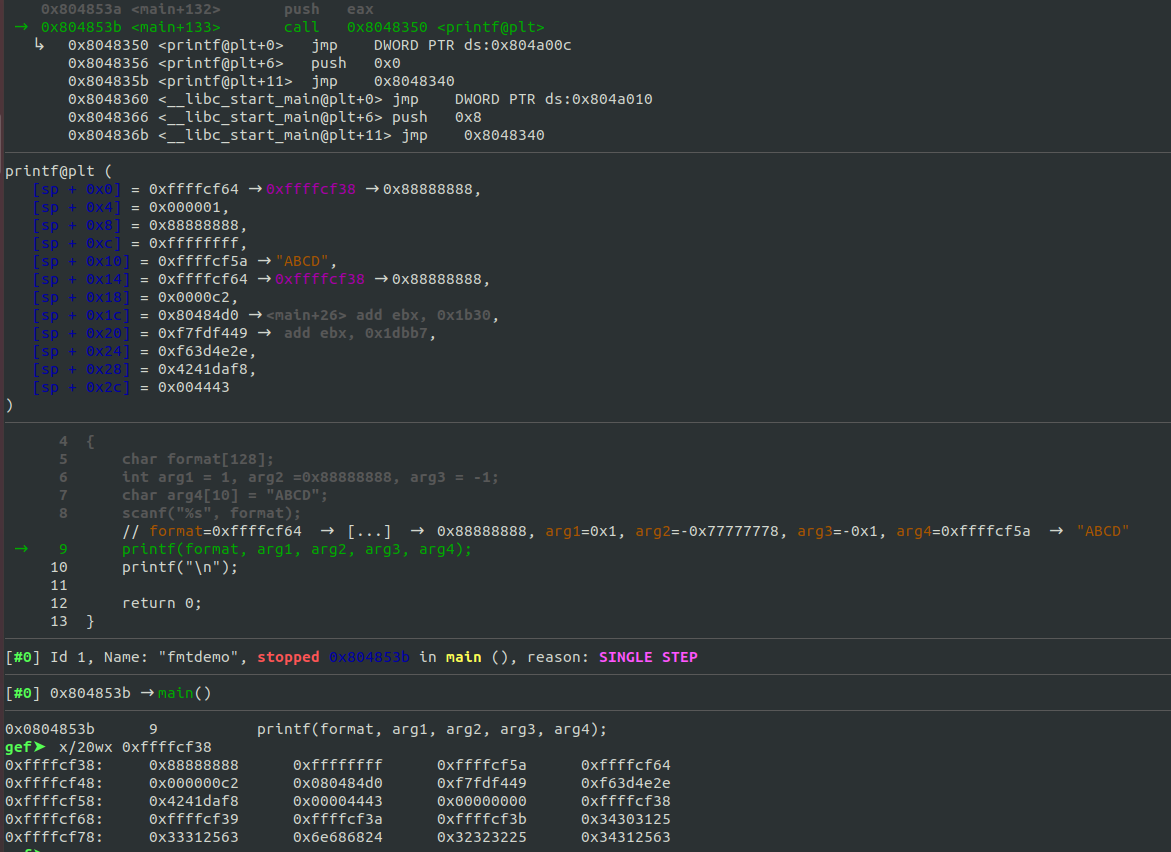 0x804853a <main+132> push eax
→ 0x804853b <main+133> call 0x8048350 <printf@plt>
↳ 0x8048350 <printf@plt+0> jmp DWORD PTR ds:0x804a00c
0x8048356 <printf@plt+6> push 0x0
0x804835b <printf@plt+11> jmp 0x8048340
0x8048360 <__libc_start_main@plt+0> jmp DWORD PTR ds:0x804a010
0x8048366 <__libc_start_main@plt+6> push 0x8
0x804836b <__libc_start_main@plt+11> jmp 0x8048340
printf@plt (
[sp + 0x0] = 0xffffcf64 →0xffffcf38 →0x88888888,
[sp + 0x4] = 0x000001,
[sp + 0x8] = 0x88888888,
[sp + 0xc] = 0xffffffff,
[sp + 0x10] = 0xffffcf5a →"ABCD",
[sp + 0x14] = 0xffffcf64 →0xffffcf38 →0x88888888,
[sp + 0x18] = 0x0000c2,
[sp + 0x1c] = 0x80484d0 →<main+26> add ebx, 0x1b30,
[sp + 0x20] = 0xf7fdf449 → add ebx, 0x1dbb7,
[sp + 0x24] = 0xf63d4e2e,
[sp + 0x28] = 0x4241daf8,
[sp + 0x2c] = 0x004443
)
4 {
5 char format[128];
6 int arg1 = 1, arg2 =0x88888888, arg3 = -1;
7 char arg4[10] = "ABCD";
8 scanf("%s", format);
// format=0xffffcf64 → [...] → 0x88888888, arg1=0x1, arg2=-0x77777778, arg3=-0x1, arg4=0xffffcf5a → "ABCD"
→ 9 printf(format, arg1, arg2, arg3, arg4);
10 printf("\n");
11
12 return 0;
13 }
[#0] Id 1, Name: "fmtdemo", stopped 0x804853b in main (), reason: SINGLE STEP
[#0] 0x804853b →main()
0x0804853b 9 printf(format, arg1, arg2, arg3, arg4);
gef➤ x/20wx 0xffffcf38
0xffffcf38: 0x88888888 0xffffffff 0xffffcf5a 0xffffcf64
0xffffcf48: 0x000000c2 0x080484d0 0xf7fdf449 0xf63d4e2e
0xffffcf58: 0x4241daf8 0x00004443 0x00000000 0xffffcf38
0xffffcf68: 0xffffcf39 0xffffcf3a 0xffffcf3b 0x34303125
0xffffcf78: 0x33312563 0x6e686824 0x32323225 0x34312563